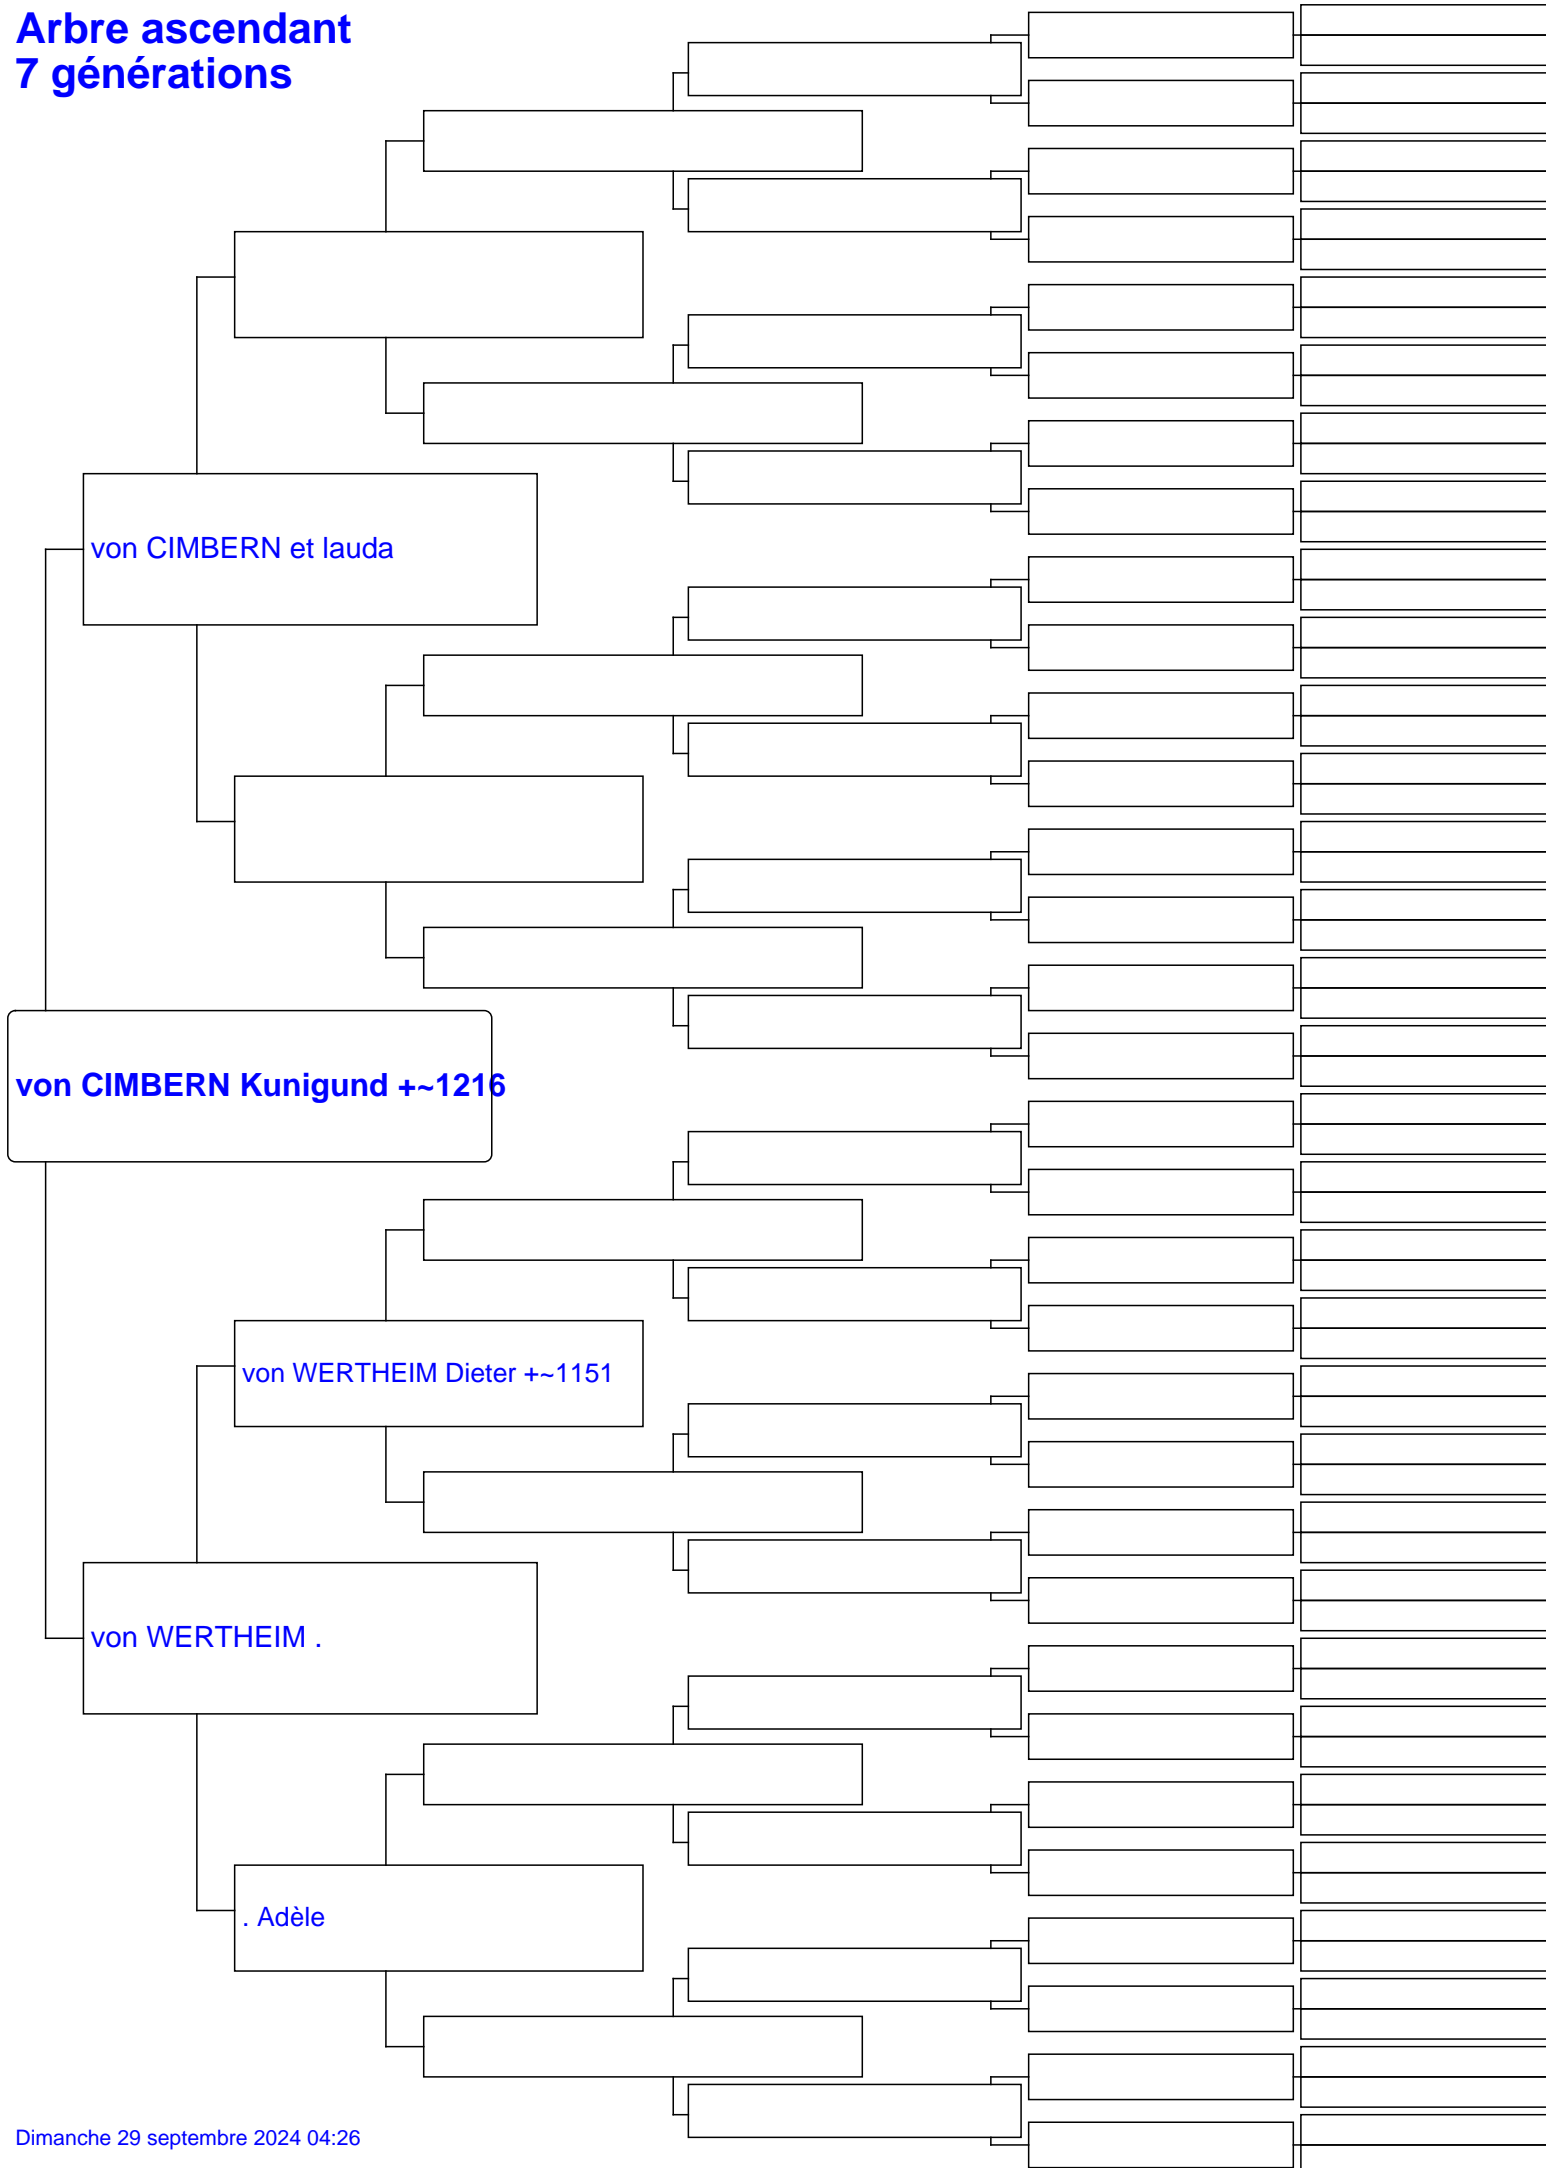 Arbre ascendant
7 générations
von CIMBERN et lauda
von CIMBERN Kunigund +~1216
von WERTHEIM Dieter +~1151
von WERTHEIM .
. Adèle
Dimanche 29 septembre 2024 04:26